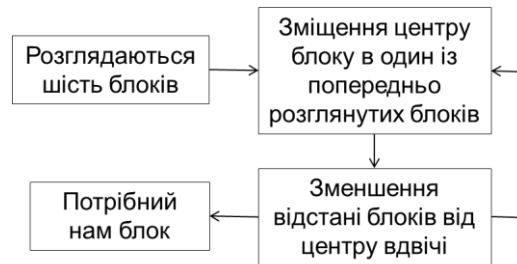 Розглядаються
шість блоків
Зміщення центру
блоку в один із
попередньо
розглянутих блоків
Потрібний
нам блок
Зменшення
відстані блоків від
центру вдвічі